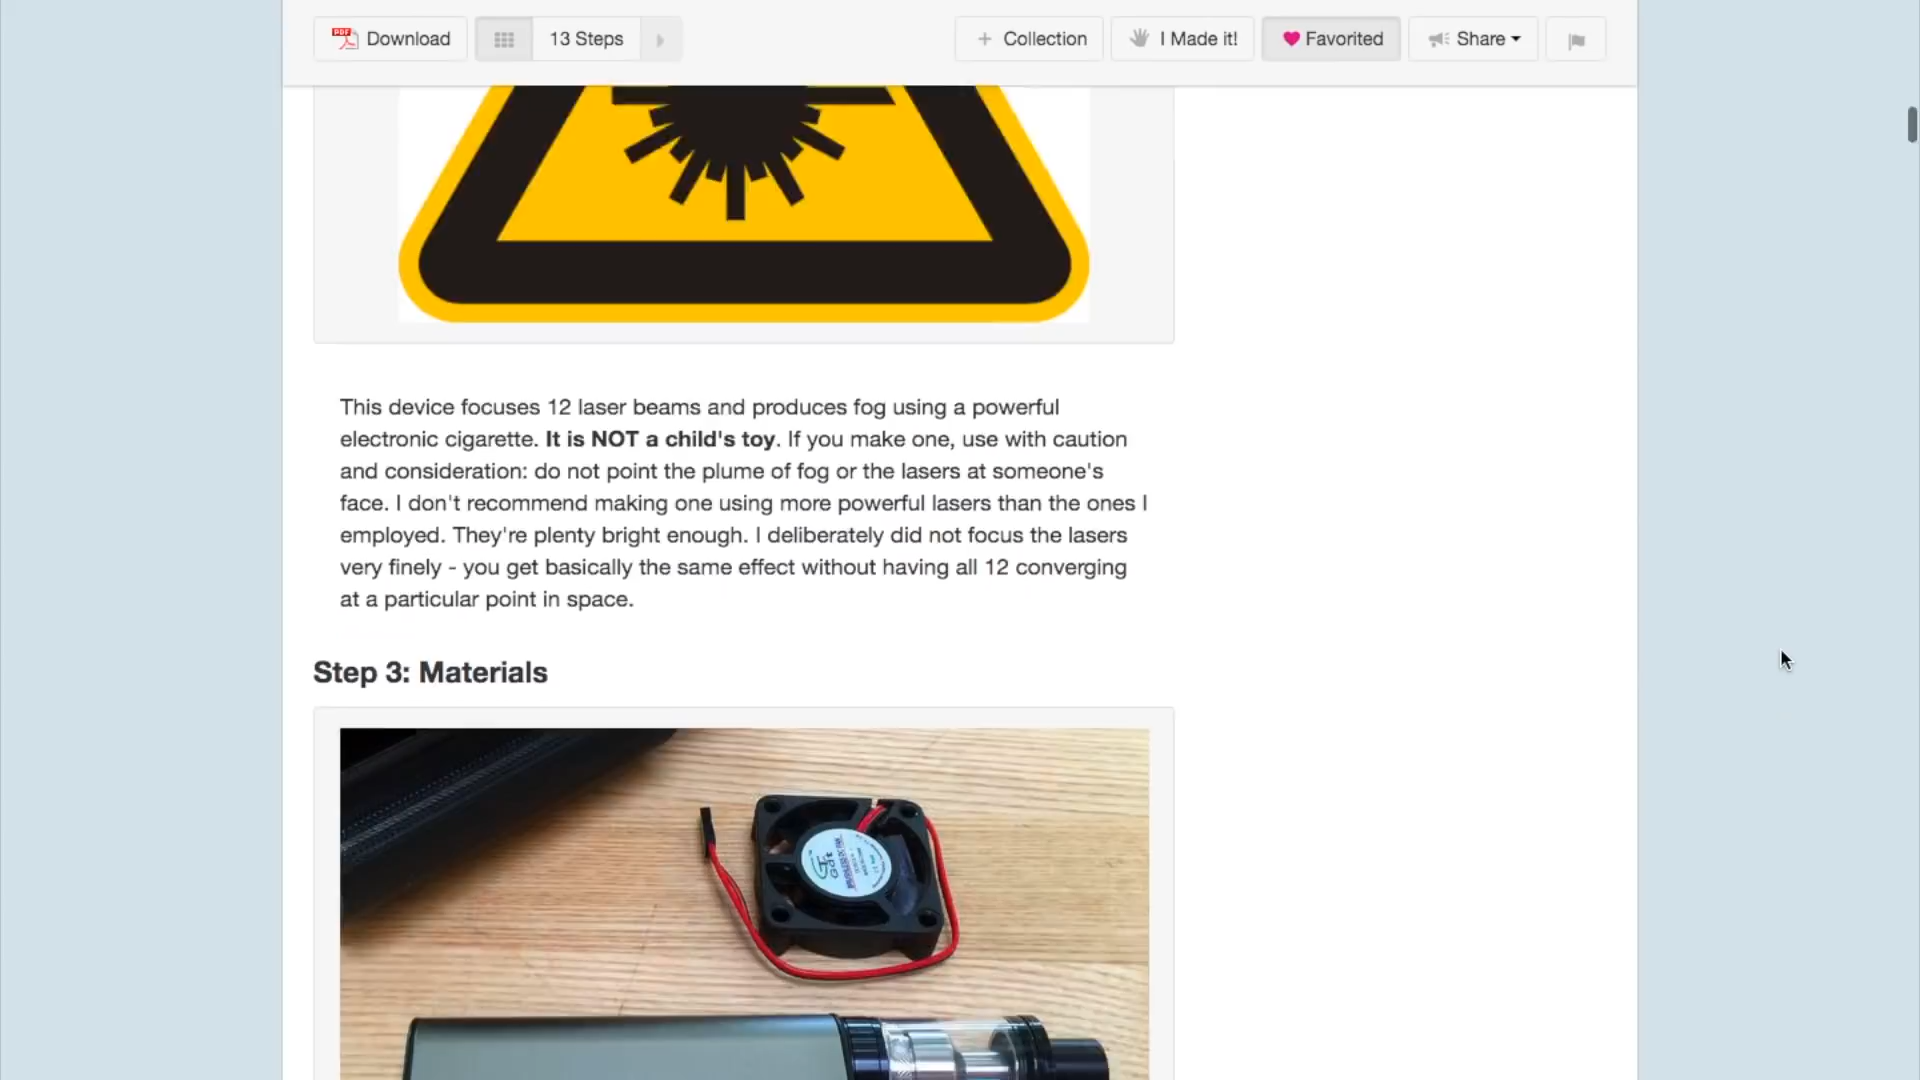 Download
13 Steps
+ Collection
I Made it!
Favorited
Share
This device focuses 12 laser beams and produces fog using a powerful
electronic cigarette. It is NOT a child's toy. If you make one, use with caution
and consideration: do not point the plume of fog or the lasers at someone's
face. I don't recommend making one using more powerful lasers than the ones I
employed. They're plenty bright enough. I deliberately did not focus the lasers
very finely - you get basically the same effect without having all 12 converging
at a particular point in space.
Step 3: Materials